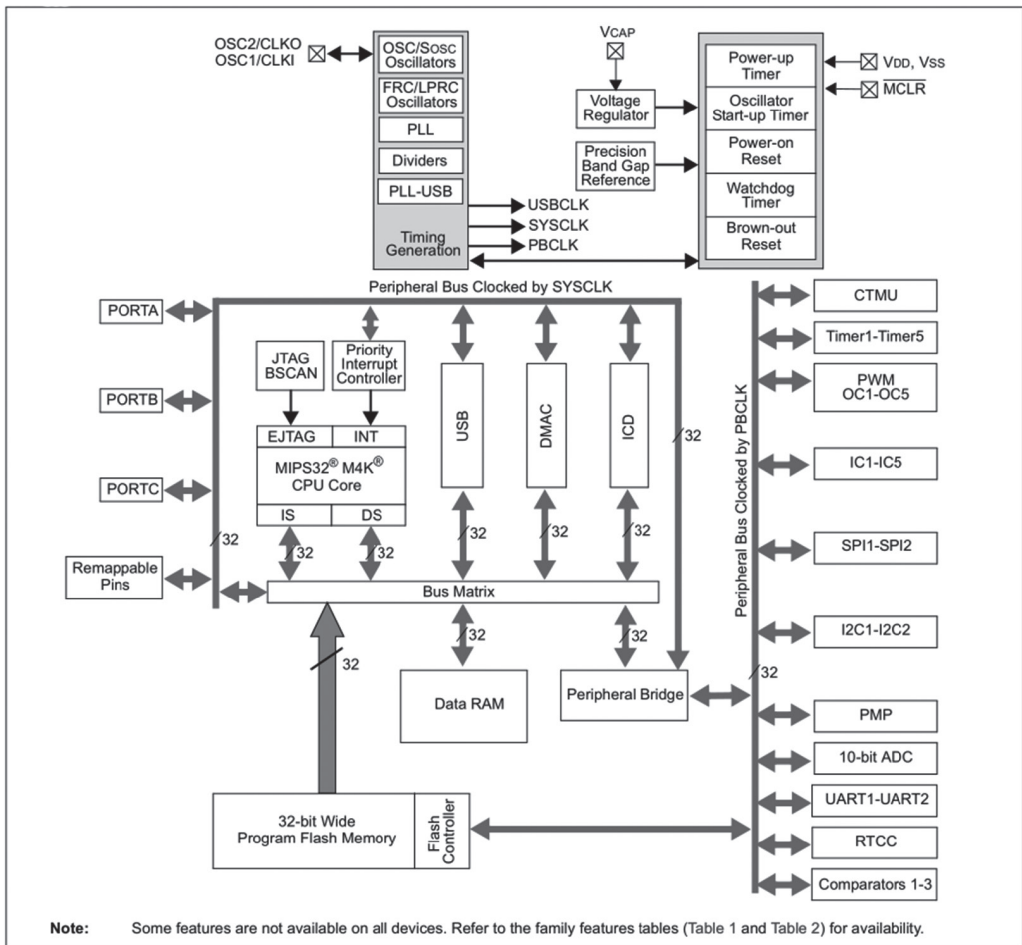 OSC2/CLKO
OSC1/CLKI
OSC/SOSC
Oscillators
FRC/LPRC
Oscillators
PLL
Dividers
PLL-USB
Timing
Generation
USBCLK
SYSCLK
PBCLK
VCAP
Voltage
Regulator
Precision
Band Gap
Reference
Power-up
Timer
Oscillator
Start-up Timer
Power-on
Reset
Watchdog
Timer
Brown-out
Reset
VDD, VSS
MCLR
Peripheral Bus Clocked by SYSCLK
PORTA
PORTB
PORTC
Remappable
Pins
32
JTAG
BSCAN
Priority
Interrupt
Controller
EJTAG
INT
MIPS32® M4K®
CPU Core
IS
DS
32
32
USB
32
DMAC
32
ICD
32
32
Bus Matrix
32
32
32
Data RAM
Peripheral Bridge
32-bit Wide
Program Flash Memory
Flash
Controller
Peripheral Bus Clocked by PBCLK
32
CTMU
Timer1-Timer5
PWM
OC1-OC5
IC1-IC5
SPI1-SPI2
I2C1-I2C2
PMP
10-bit ADC
UART1-UART2
RTCC
Comparators 1-3
Note: Some features are not available on all devices. Refer to the family features tables (Table 1 and Table 2) for availability.